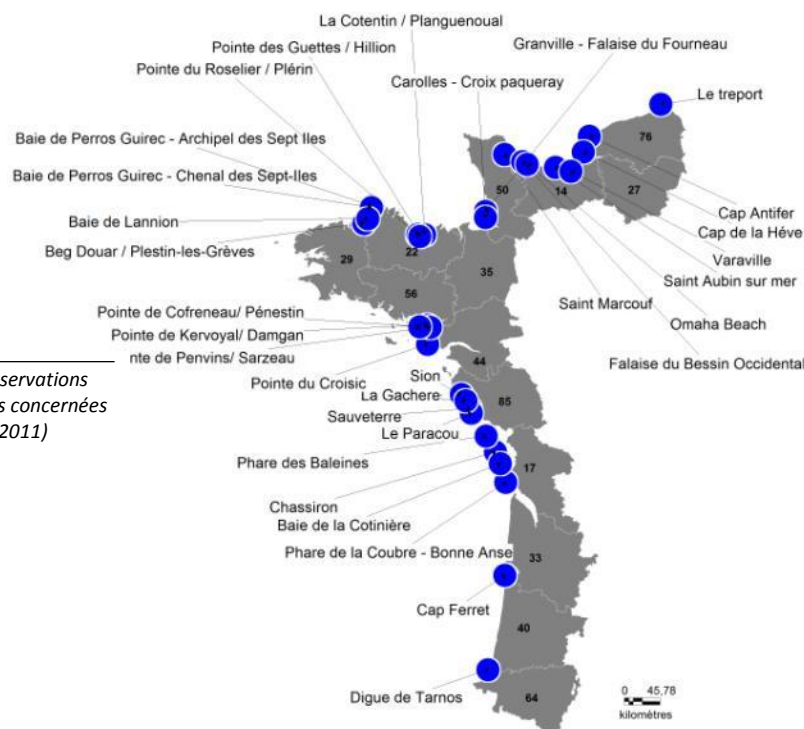 La Cotentin / Planguenoual
Pointe des Guettes / Hillion
Pointe du Roselier / Plérin
Granville - Falaise du Fourneau
Carolles - Croix paqueray
Le treport
Baie de Perros Guirec - Archipel des Sept Iles
Baie de Perros Guirec - Chenal des Sept-Iles
Baie de Lannion
Beg Douar / Plestin-les-Grèves
76
50
14
27
Cap Antifer
Cap de la Héve
Varaville
Saint Aubin sur mer
Saint Marcouf
Omaha Beach
Falaise du Bessin Occidental
29
22
35
56
Pointe de Cofreneau/ Pénestin
Pointe de Kervoyal/ Damgan
nte de Penvins/ Sarzeau
Pointe du Croisic
44
servations
s concernées
2011)
Sion
La Gachere
Sauveterre
Le Paracou
85
Phare des Baleines
17
Chassiron
Baie de la Cotinière
Phare de la Coubre - Bonne Anse
33
Cap Ferret
40
Digue de Tarnos
64
0 45,78
kilomètres